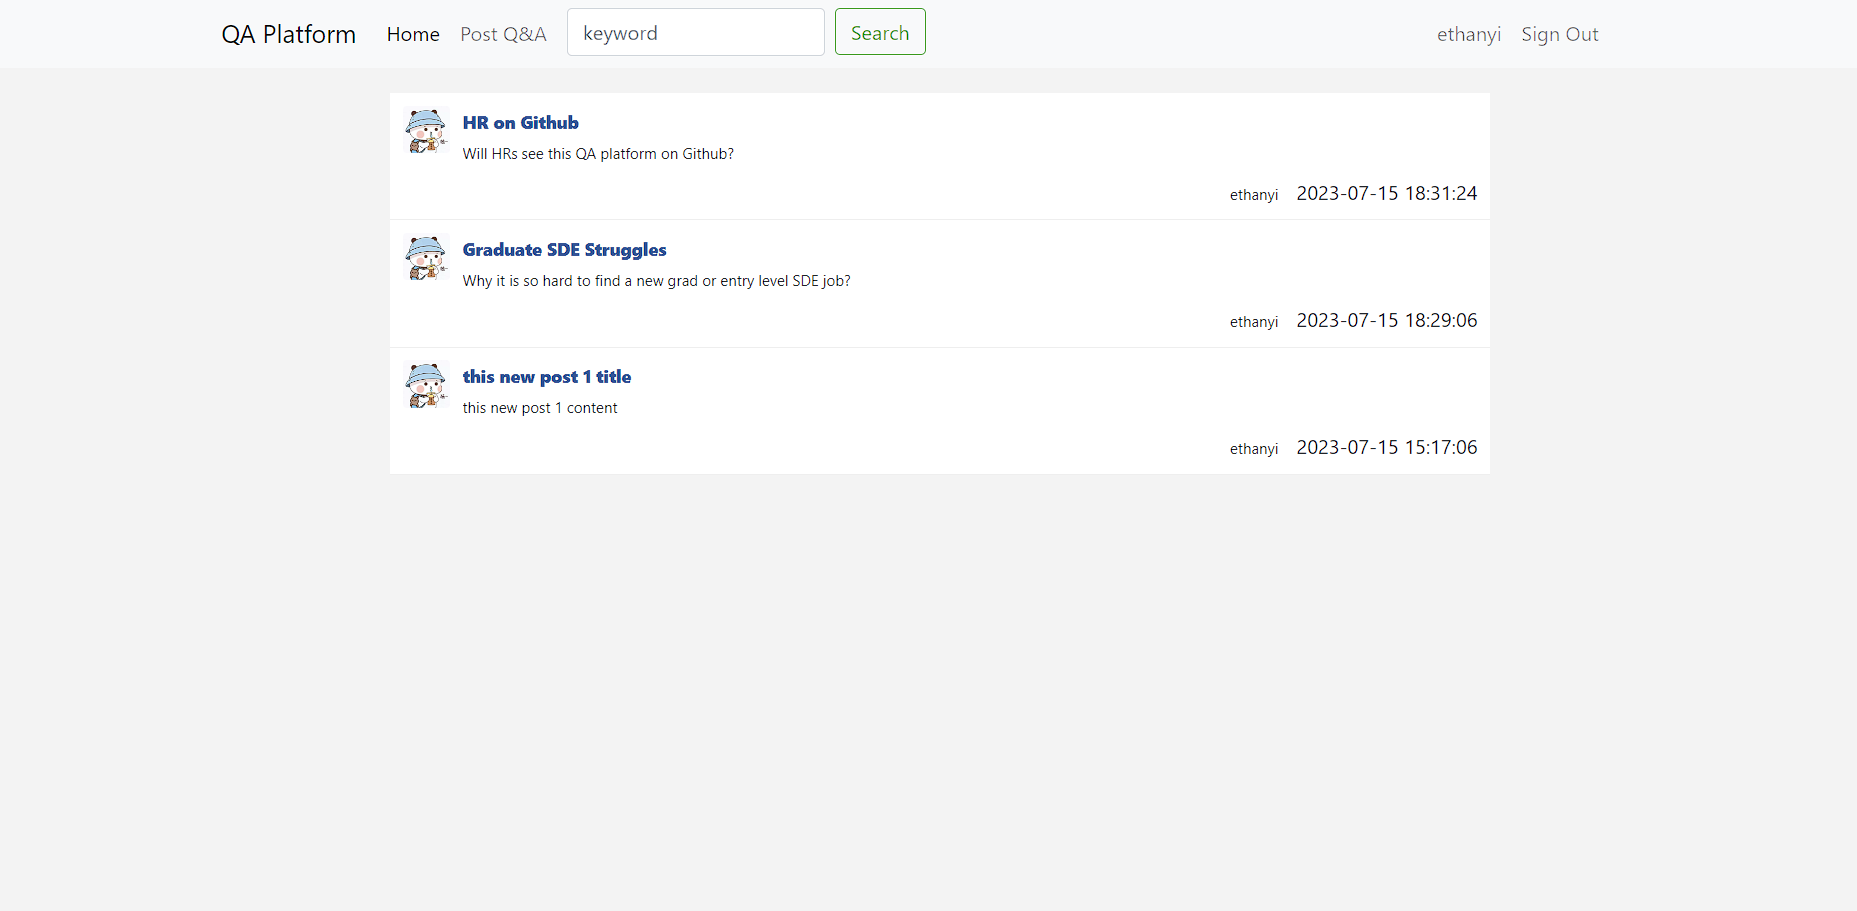 QA Platform Home Post Q&A keyword Search ethanyi Sign Out
HR on Github
Will HRs see this QA platform on Github?
ethanyi 2023-07-15 18:31:24
Graduate SDE Struggles
Why it is so hard to find a new grad or entry level SDE job?
ethanyi 2023-07-15 18:29:06
this new post 1 title
this new post 1 content
ethanyi 2023-07-15 15:17:06